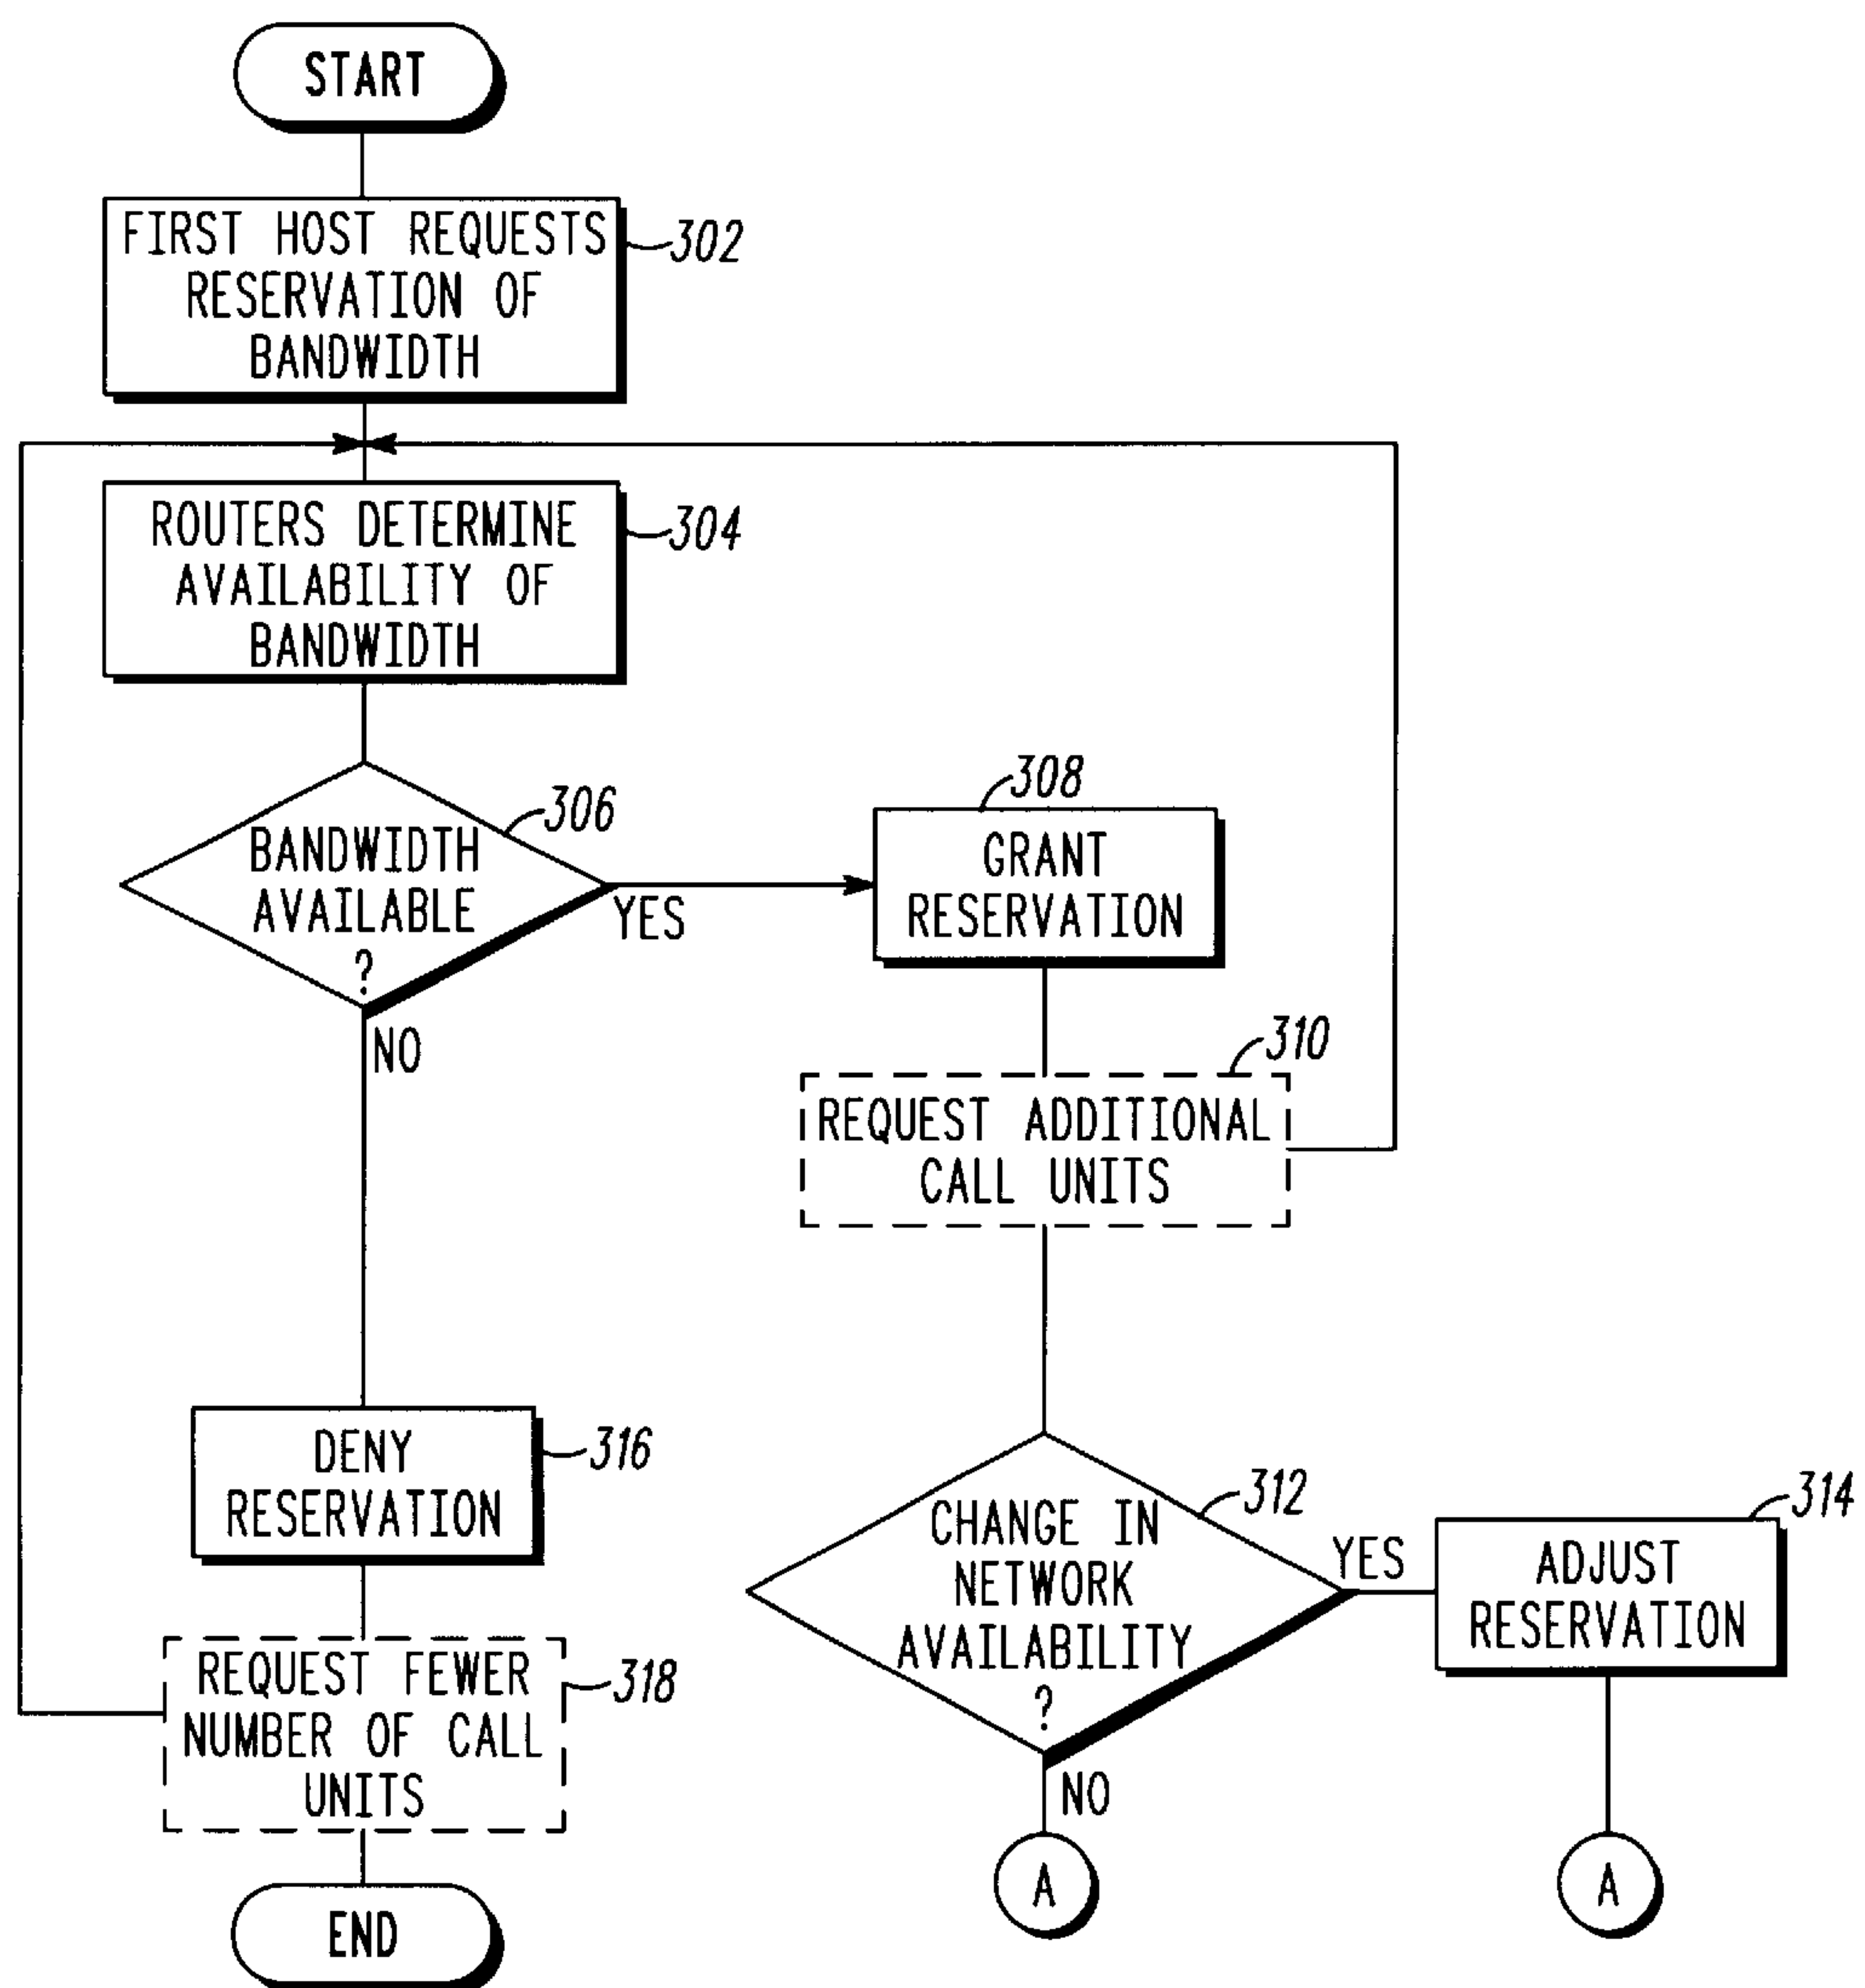 START
FIRST HOST REQUESTS
RESERVATION OF
BANDWIDTH
302
ROUTERS DETERMINE
AVAILABILITY OF
BANDWIDTH
304
BANDWIDTH
AVAILABLE
?
306
YES
NO
308
GRANT
RESERVATION
310
REQUEST ADDITIONAL
CALL UNITS
DENY
RESERVATION
316
CHANGE IN
NETWORK
AVAILABILITY
?
312
YES
NO
314
ADJUST
RESERVATION
REQUEST FEWER
NUMBER OF CALL
UNITS
318
A
A
END